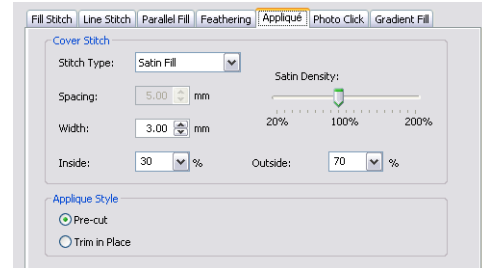 Fill Stitch Line Stitch Parallel Fill Feathering Appliqué Photo Click Gradient Fill
Cover Stitch
Stitch Type: Satin Fill
Satin Density:
Spacing: 5.00 mm
Width: 3.00 mm
20% 100% 200%
Inside: 30 % Outside: 70 %
Applique Style
Pre-cut
Trim in Place